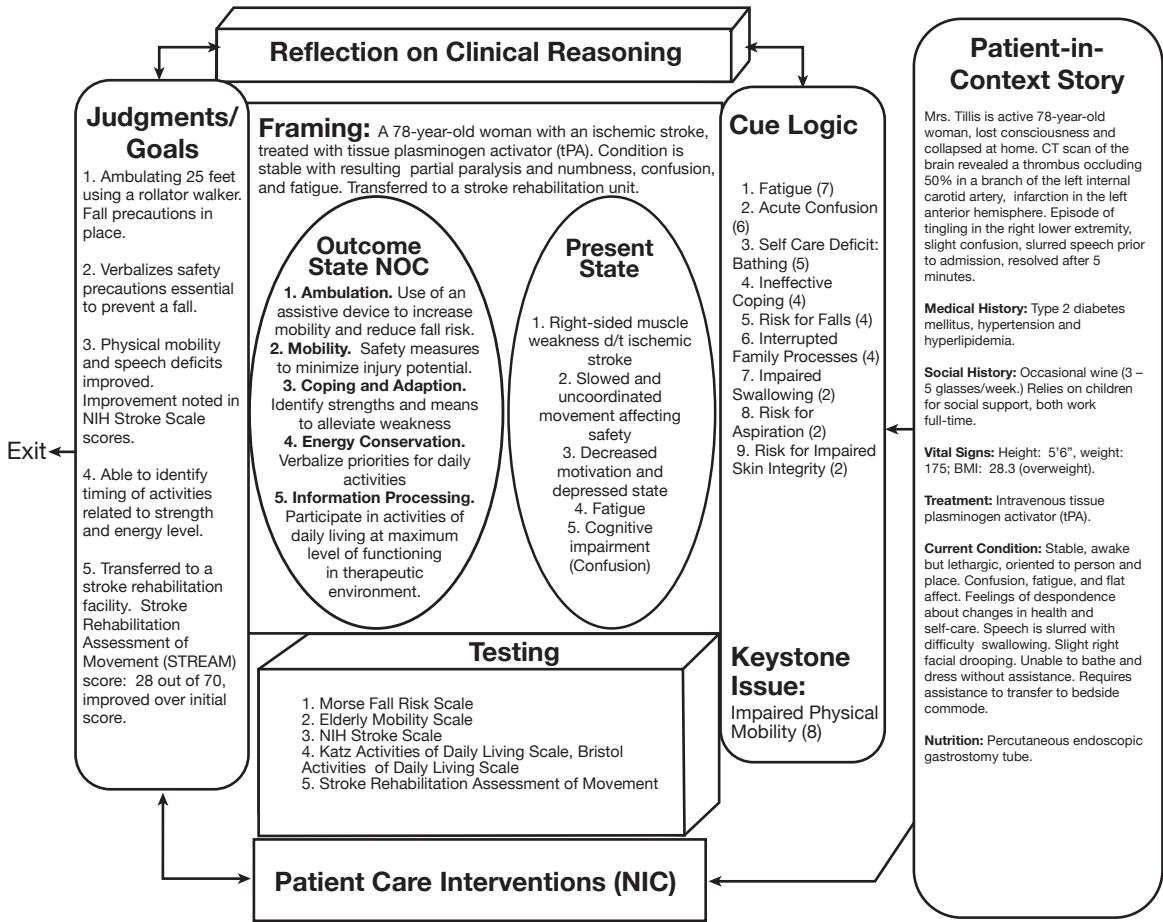 Reflection on Clinical Reasoning
Judgments/
Goals
1. Ambulating 25 feet
using a rollator walker.
Fall precautions in
place.
2. Verbalizes safety
precautions essential
to prevent a fall.
3. Physical mobility
and speech deficits
improved.
Improvement noted in
NIH Stroke Scale
scores.
4. Able to identify
timing of activities
related to strength
and energy level.
5. Transferred to a
stroke rehabilitation
facility. Stroke
Rehabilitation
Assessment of
Movement (STREAM)
score: 28 out of 70,
improved over initial
score.
Exit
Framing: A 78-year-old woman with an ischemic stroke,
treated with tissue plasminogen activator (tPA). Condition is
stable with resulting partial paralysis and numbness, confusion,
and fatigue. Transferred to a stroke rehabilitation unit.
Outcome
State NOC
1. Ambulation. Use of an
assistive device to increase
mobility and reduce fall risk.
2. Mobility. Safety measures
to minimize injury potential.
3. Coping and Adaption.
Identify strengths and means
to alleviate weakness
4. Energy Conservation.
Verbalize priorities for daily
activities
5. Information Processing.
Participate in activities of
daily living at maximum
level of functioning
in therapeutic
environment.
Present
State
1. Right-sided muscle
weakness d/t ischemic
stroke
2. Slowed and
uncoordinated
movement affecting
safety
3. Decreased
motivation and
depressed state
4. Fatigue
5. Cognitive
impairment
(Confusion)
Testing
1. Morse Fall Risk Scale
2. Elderly Mobility Scale
3. NIH Stroke Scale
4. Katz Activities of Daily Living Scale, Bristol
Activities of Daily Living Scale
5. Stroke Rehabilitation Assessment of Movement
Patient Care Interventions (NIC)
Cue Logic
1. Fatigue (7)
2. Acute Confusion
(6)
3. Self Care Deficit:
Bathing (5)
4. Ineffective
Coping (4)
5. Risk for Falls (4)
6. Interrupted
Family Processes (4)
7. Impaired
Swallowing (2)
8. Risk for
Aspiration (2)
9. Risk for Impaired
Skin Integrity (2)
Keystone
Issue:
Impaired Physical
Mobility (8)
Patient-in-
Context Story
Mrs. Tillis is active 78-year-old
woman, lost consciousness and
collapsed at home. CT scan of the
brain revealed a thrombus occluding
50% in a branch of the left internal
carotid artery, infarction in the left
anterior hemisphere. Episode of
tingling in the right lower extremity,
slight confusion, slurred speech prior
to admission, resolved after 5
minutes.
Medical History: Type 2 diabetes
mellitus, hypertension and
hyperlipidemia.
Social History: Occasional wine (3 –
5 glasses/week.) Relies on children
for social support, both work
full-time.
Vital Signs: Height: 5'6”, weight:
175; BMI: 28.3 (overweight).
Treatment: Intravenous tissue
plasminogen activator (tPA).
Current Condition: Stable, awake
but lethargic, oriented to person and
place. Confusion, fatigue, and flat
affect. Feelings of despondence
about changes in health and
self-care. Speech is slurred with
difficulty swallowing. Slight right
facial drooping. Unable to bathe and
dress without assistance. Requires
assistance to transfer to bedside
commode.
Nutrition: Percutaneous endoscopic
gastrostomy tube.